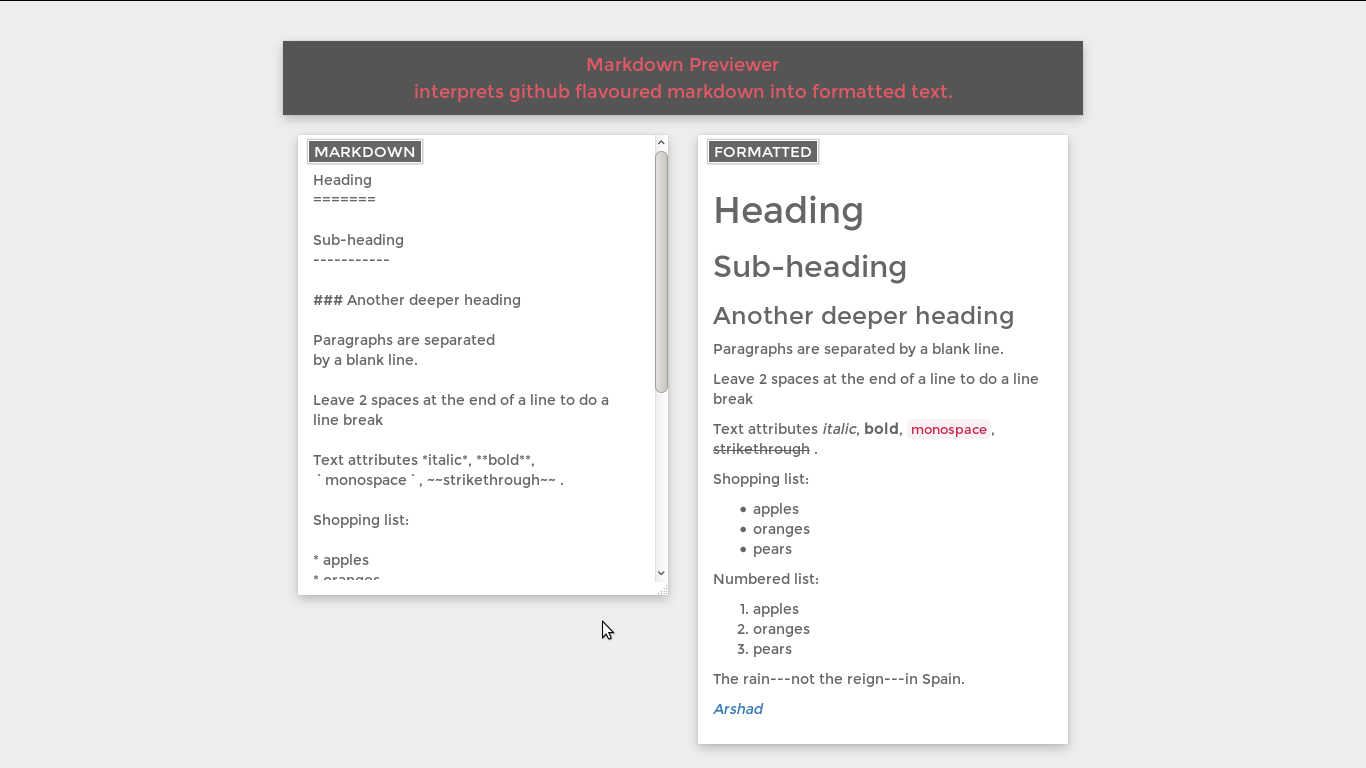 Markdown Previewer
interprets github flavoured markdown into formatted text.
MARKDOWN
Heading
=======
Sub-heading
-----------
### Another deeper heading
Paragraphs are separated
by a blank line.
Leave 2 spaces at the end of a line to do a
line break
Text attributes *italic*, **bold**,
`monospace`, ~~strikethrough~~ .
Shopping list:
* apples
* oranges
FORMATTED
Heading
Sub-heading
Another deeper heading
Paragraphs are separated by a blank line.
Leave 2 spaces at the end of a line to do a line
break
Text attributes italic, bold, monospace,
strikethrough .
Shopping list:
• apples
• oranges
• pears
Numbered list:
1. apples
2. oranges
3. pears
The rain---not the reign---in Spain.
Arshad